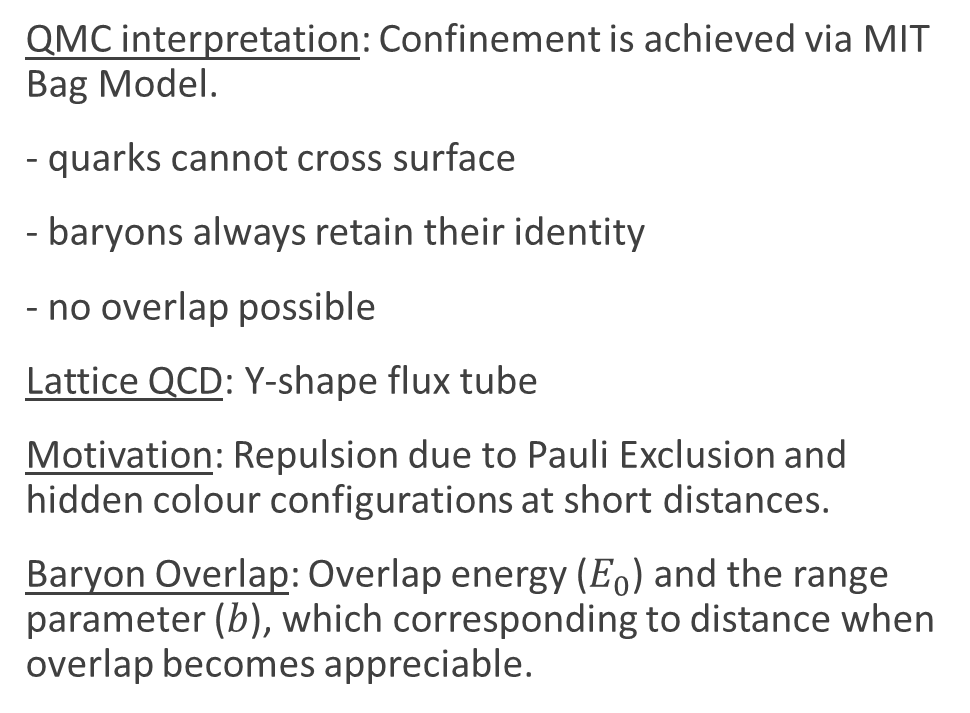 QMC interpretation: Confinement is achieved via MIT
Bag Model.
- quarks cannot cross surface
- baryons always retain their identity
- no overlap possible
Lattice QCD: Y-shape flux tube
Motivation: Repulsion due to Pauli Exclusion and
hidden colour configurations at short distances.
Baryon Overlap: Overlap energy (𝐸₀) and the range
parameter (𝑏), which corresponding to distance when
overlap becomes appreciable.